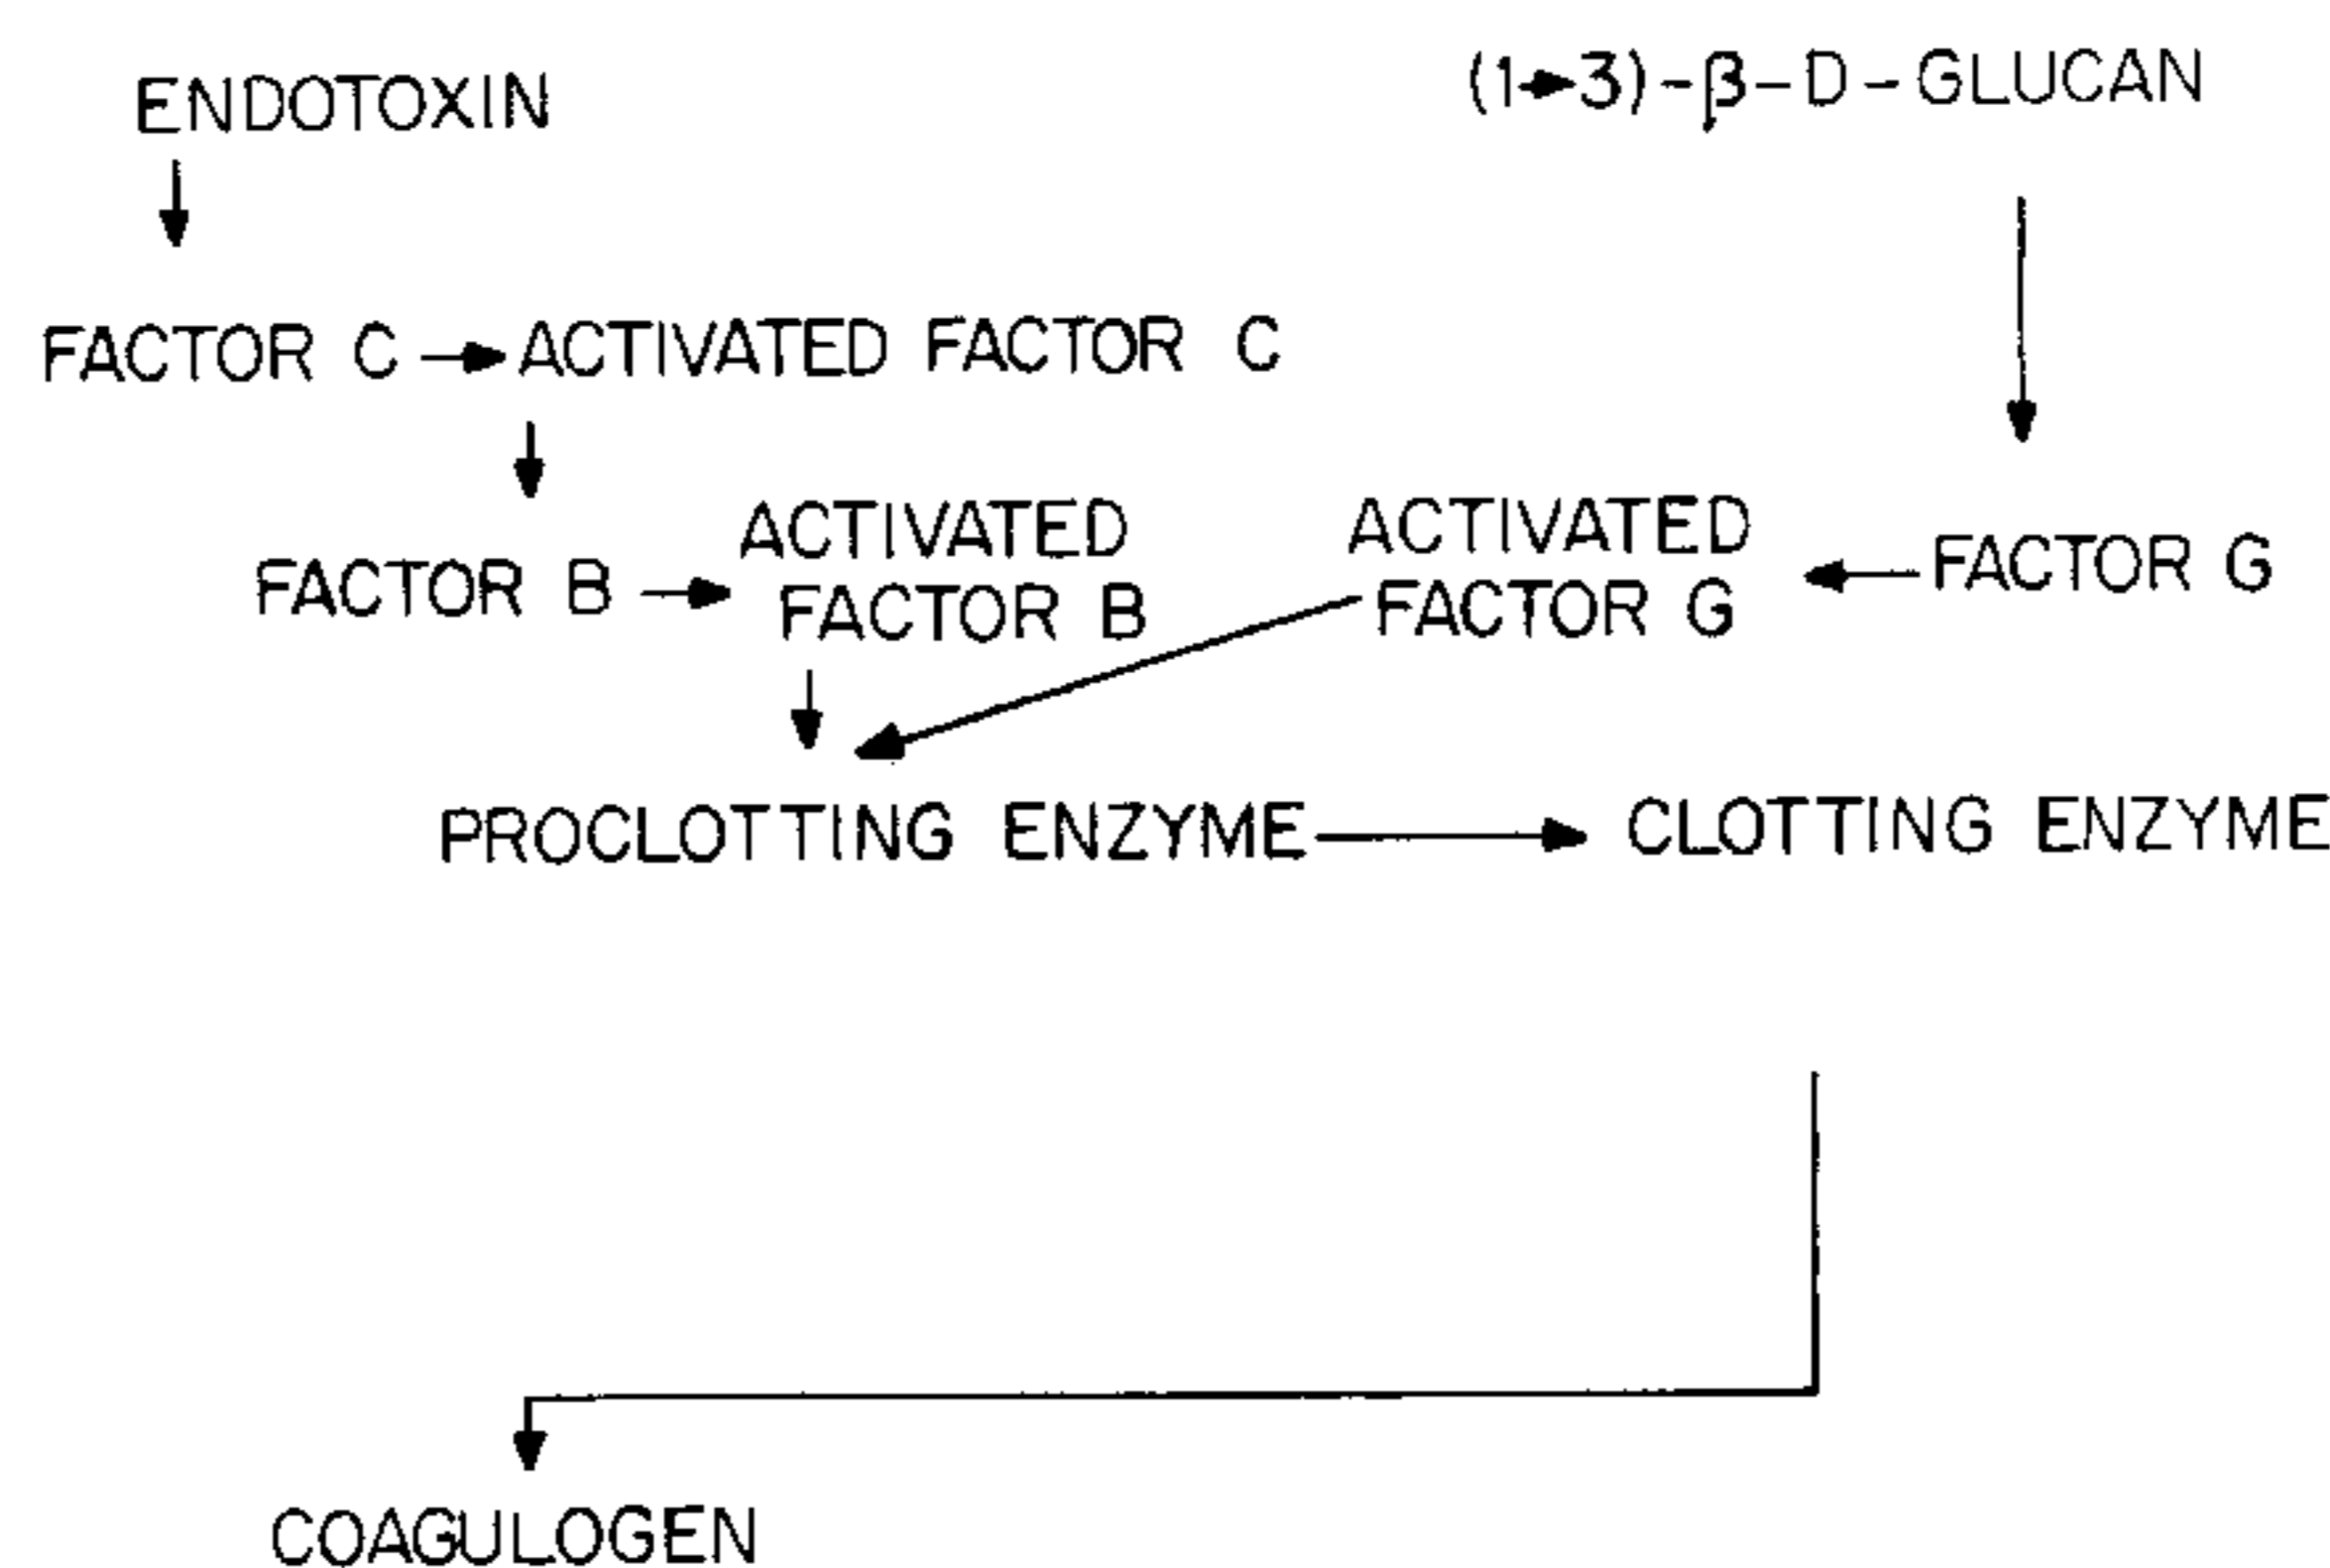 ENDOTOXIN
(1→3)-β-D-GLUCAN
FACTOR C → ACTIVATED FACTOR C
FACTOR B → ACTIVATED FACTOR B
ACTIVATED FACTOR G ← FACTOR G
PROCLOTTING ENZYME → CLOTTING ENZYME
COAGULOGEN